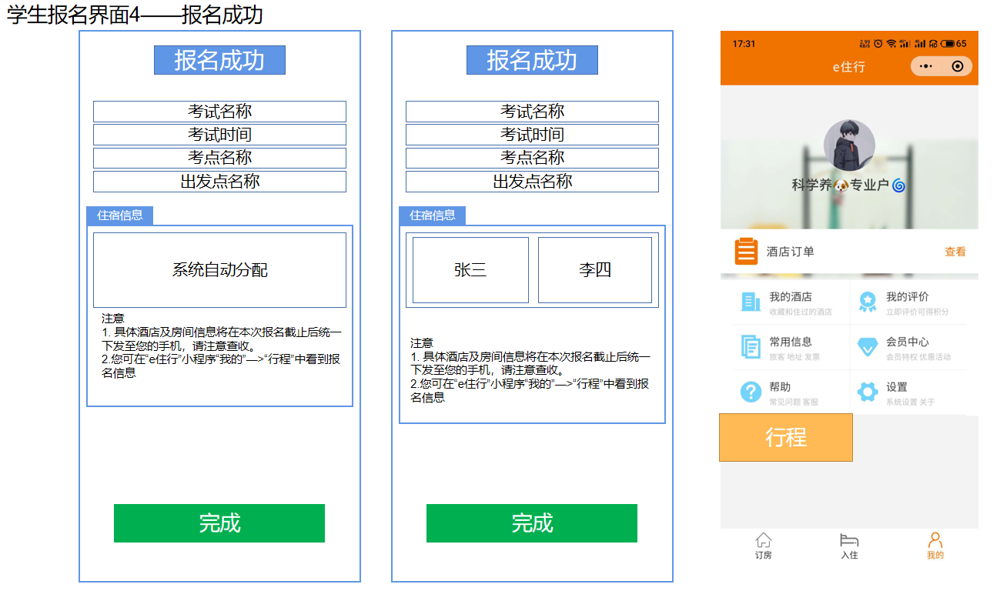 学生报名界面4——报名成功
报名成功
考试名称
考试时间
考点名称
出发点名称
住宿信息
系统自动分配
注意
1. 具体酒店及房间信息将在本次报名截止后统一
下发至您的手机，请注意查收。
2.您可在“e住行”小程序“我的”—>“行程”中看到报
名信息
完成
报名成功
考试名称
考试时间
考点名称
出发点名称
住宿信息
张三
李四
注意
1. 具体酒店及房间信息将在本次报名截止后统一
下发至您的手机，请注意查收。
2.您可在“e住行”小程序“我的”—>“行程”中看到报
名信息
完成
17:31
65
e住行
科学养🐶专业户🌀
酒店订单
查看
我的酒店
收藏和住过的酒店
我的评价
立即评价可得积分
常用信息
旅客 地址 发票
会员中心
会员特权 优惠活动
帮助
常见问题 客服
设置
系统设置 关于
行程
订房
入住
我的